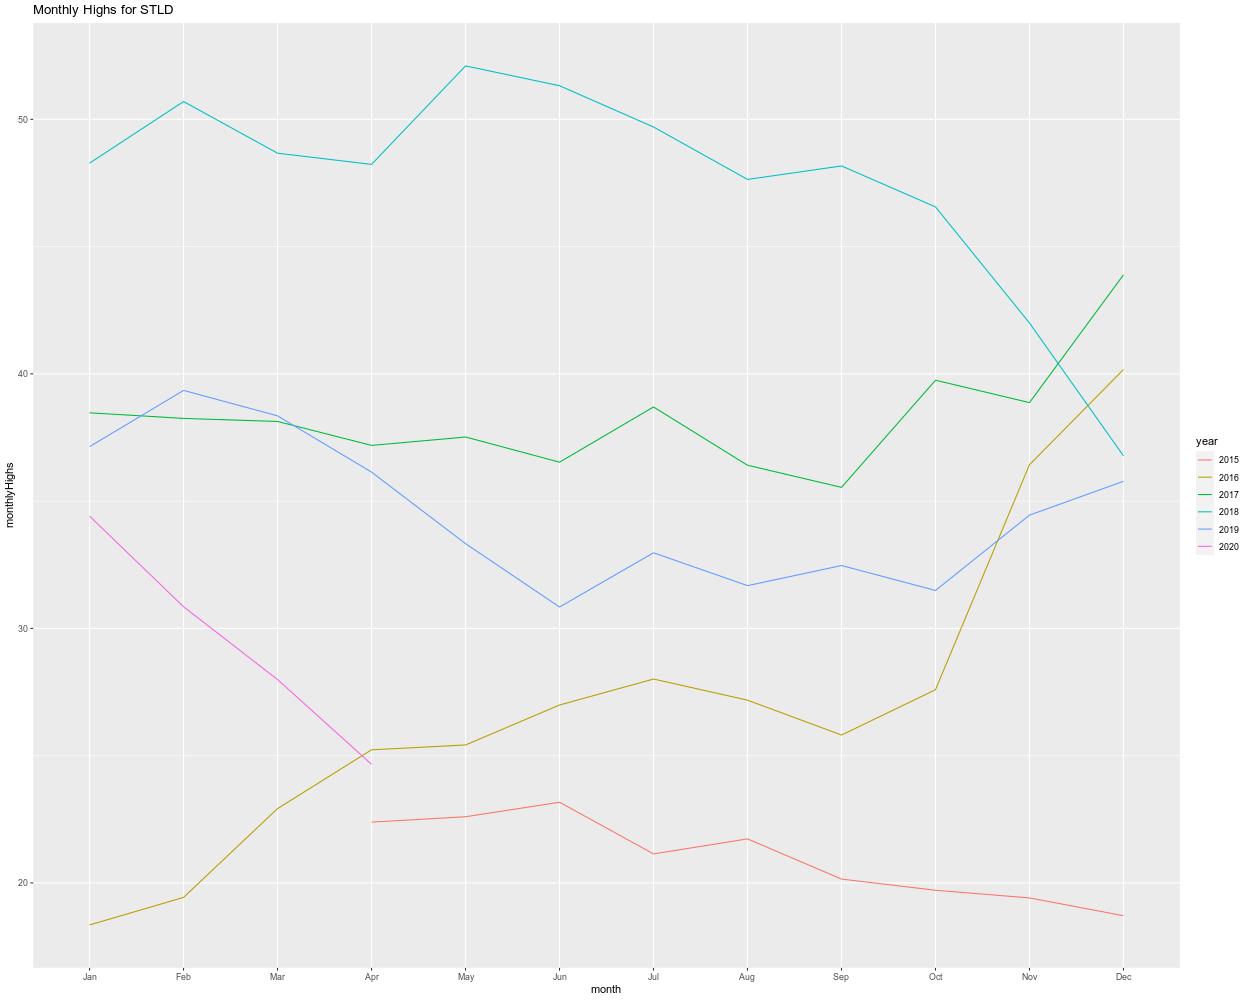 Monthly Highs for STLD
50
40
30
20
monthlyHighs
Jan Feb Mar Apr May Jun Jul Aug Sep Oct Nov Dec
month
year
2015
2016
2017
2018
2019
2020